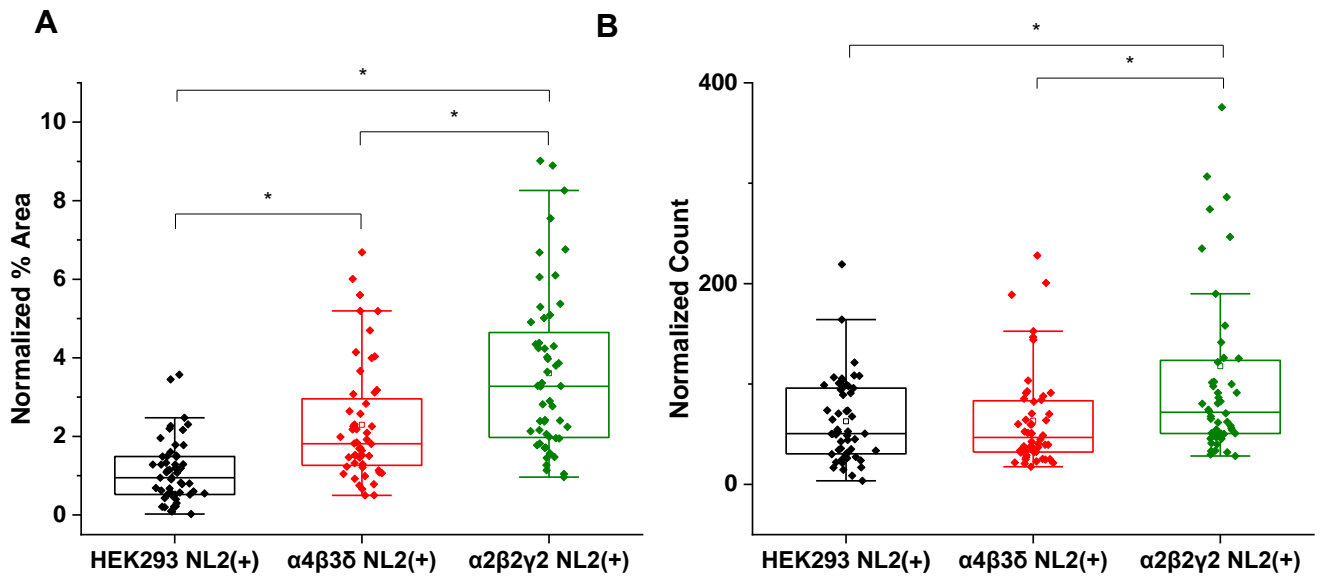 A
Normalized % Area
10
8
6
4
2
0
*
*
*
HEK293 NL2(+) α4β3δ NL2(+) α2β2γ2 NL2(+)
B
Normalized Count
400
200
0
*
*
HEK293 NL2(+) α4β3δ NL2(+) α2β2γ2 NL2(+)